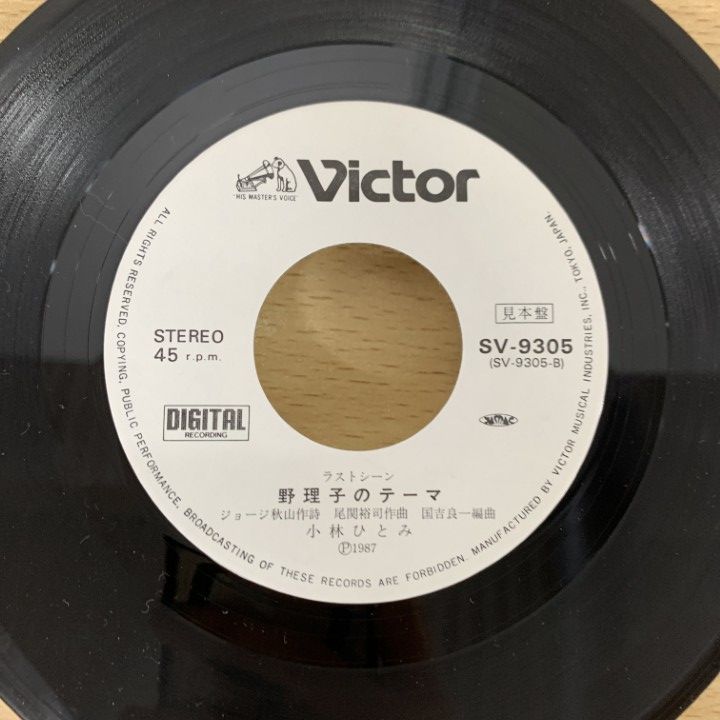 Victor
"HIS MASTER'S VOICE"
STEREO
45 r.p.m.
見本盤
SV-9305
(SV-9305-B)
DIGITAL
RECORDING
ラストシーン
野理子のテーマ
ジョージ秋山作詩 尾関裕司作曲 国吉良一編曲
小林ひとみ
Ⓟ1987
ALL RIGHTS RESERVED, COPYING, PUBLIC PERFORMANCE, BROADCASTING OF THESE RECORDS ARE FORBIDDEN. MANUFACTURED BY VICTOR MUSICAL INDUSTRIES, INC., TOKYO, JAPAN.